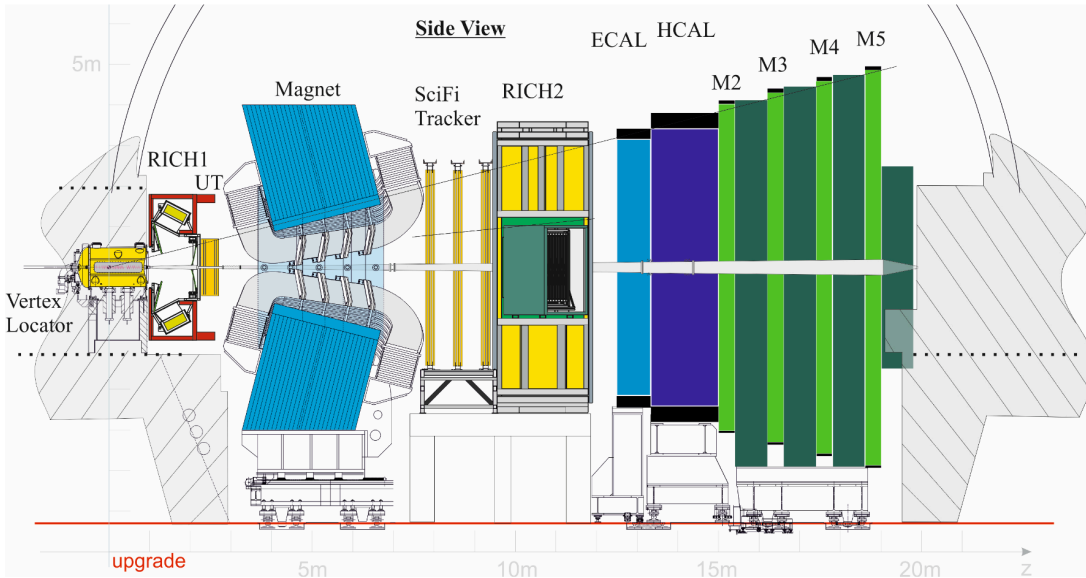 Side View
ECAL
HCAL
M5
M4
M3
M2
5m
Magnet
SciFi
Tracker
RICH2
RICH1
UT
Vertex
Locator
upgrade
5m
10m
15m
20m
z